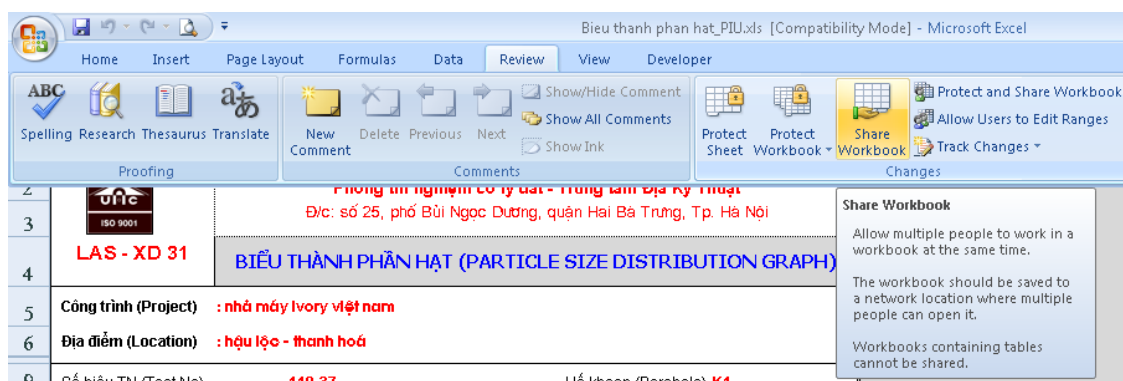 Bieu thanh phan hat_PIU.xls [Compatibility Mode] - Microsoft Excel
Home Insert Page Layout Formulas Data Review View Developer
ABC
Spelling Research Thesaurus Translate
Proofing
New Comment Delete Previous Next
Show/Hide Comment
Show All Comments
Show Ink
Comments
Protect Sheet Protect Workbook Share Workbook
Protect and Share Workbook
Allow Users to Edit Ranges
Track Changes
Changes
2
3
ISO 9001
Đ/c: số 25, phố Bùi Ngọc Dương, quận Hai Bà Trưng, Tp. Hà Nội
LAS - XD 31
4
BIỂU THÀNH PHẦN HẠT (PARTICLE SIZE DISTRIBUTION GRAPH)
5 Công trình (Project) : nhà máy Ivory việt nam
6 Địa điểm (Location) : hậu lộc - thanh hoá
Share Workbook
Allow multiple people to work in a
workbook at the same time.
The workbook should be saved to
a network location where multiple
people can open it.
Workbooks containing tables
cannot be shared.